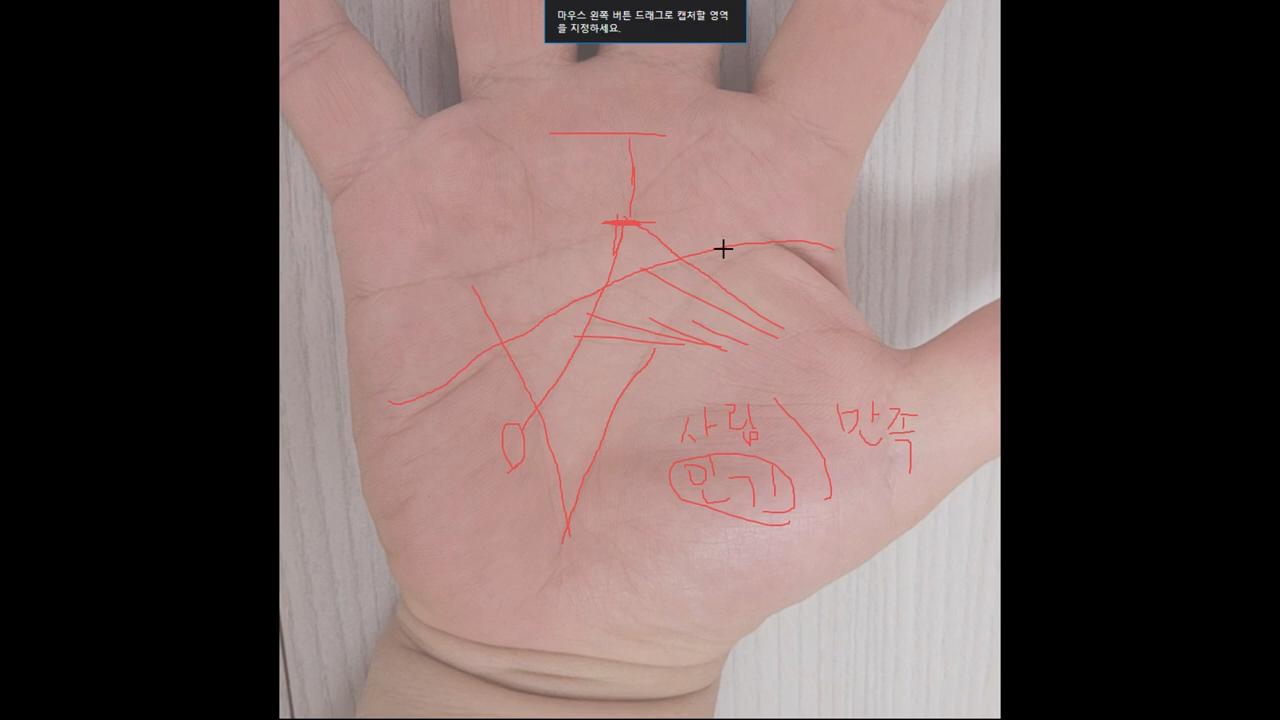 마우스 왼쪽 버튼 드래그로 캡처할 영역
을 지정하세요.
사람
인기
만족